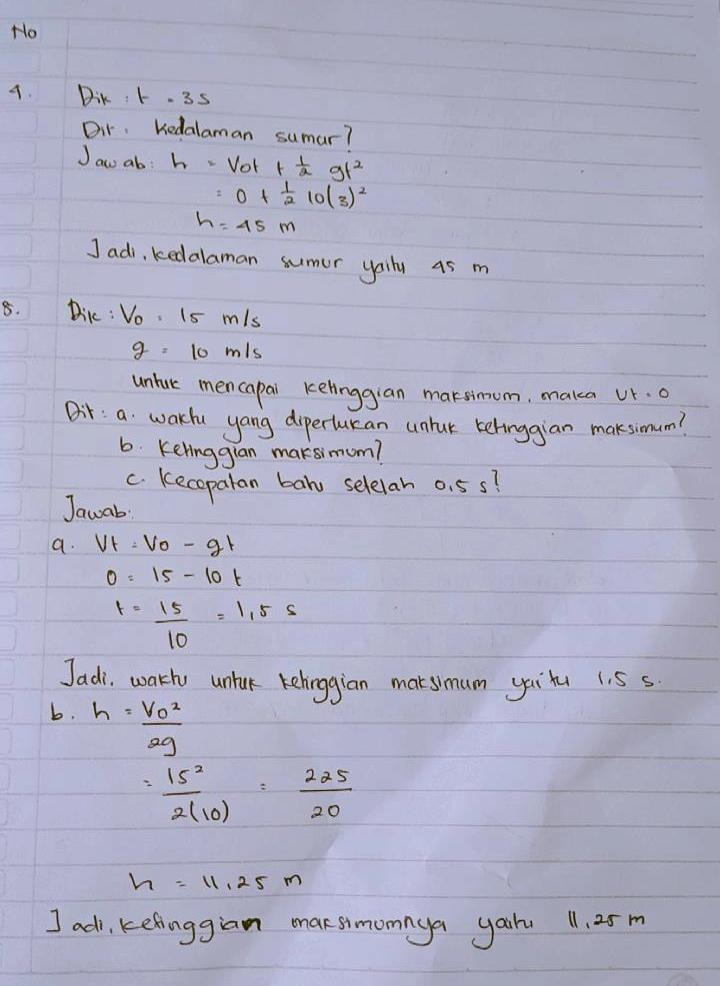 No
4. Dik : t = 3s
Dit : kedalaman sumur?
Jawab : h = Vot + 1/2 gt²
= 0 + 1/2 10(3)²
h = 45 m
Jadi, kedalaman sumur yaitu 45 m
8. Dik : Vo = 15 m/s
g = 10 m/s
untuk mencapai ketinggian maksimum, maka Vt = 0
Dit : a. waktu yang diperlukan untuk ketinggian maksimum?
b. Ketinggian maksimum?
c. Kecepatan batu setelah 0,5 s?
Jawab:
a. Vt = Vo - gt
0 = 15 - 10 t
t = 15/10 = 1,5 s
Jadi, waktu untuk ketinggian maksimum yaitu 1,5 s.
b. h = Vo²/2g
= 15²/2(10) = 225/20
h = 11,25 m
Jadi, ketinggian maksimumnya yaitu 11,25 m